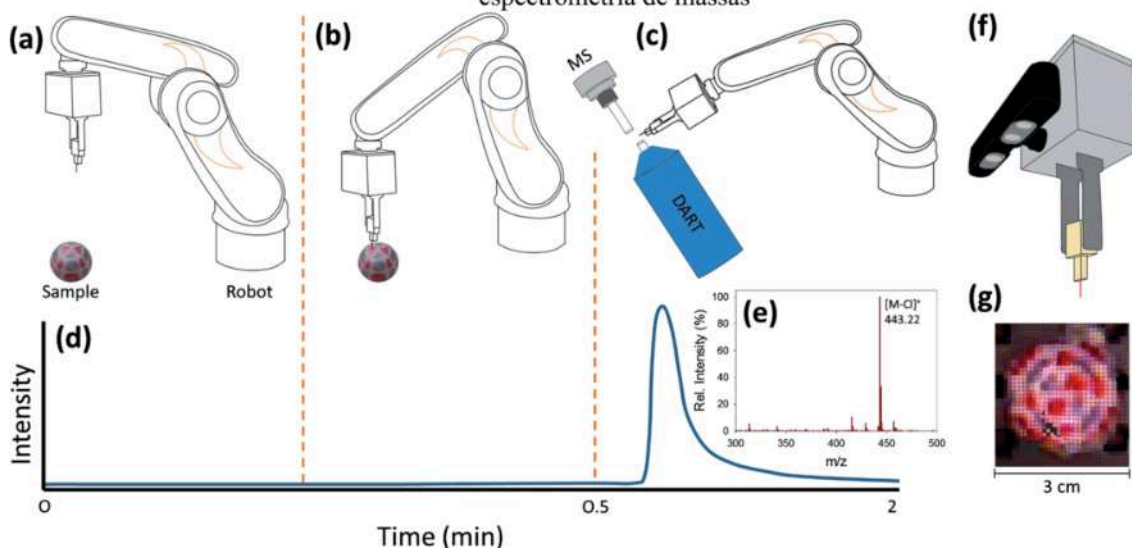 espectrometria de massas
(a)
(b)
(c)
(f)
MS
DART
Sample
Robot
(g)
(d)
(e)
[M-Cl]⁺
443.22
Rel. Intensity (%)
100
80
60
40
20
0
300 350 400 450 500
m/z
Intensity
0 0.5 2
Time (min)
3 cm